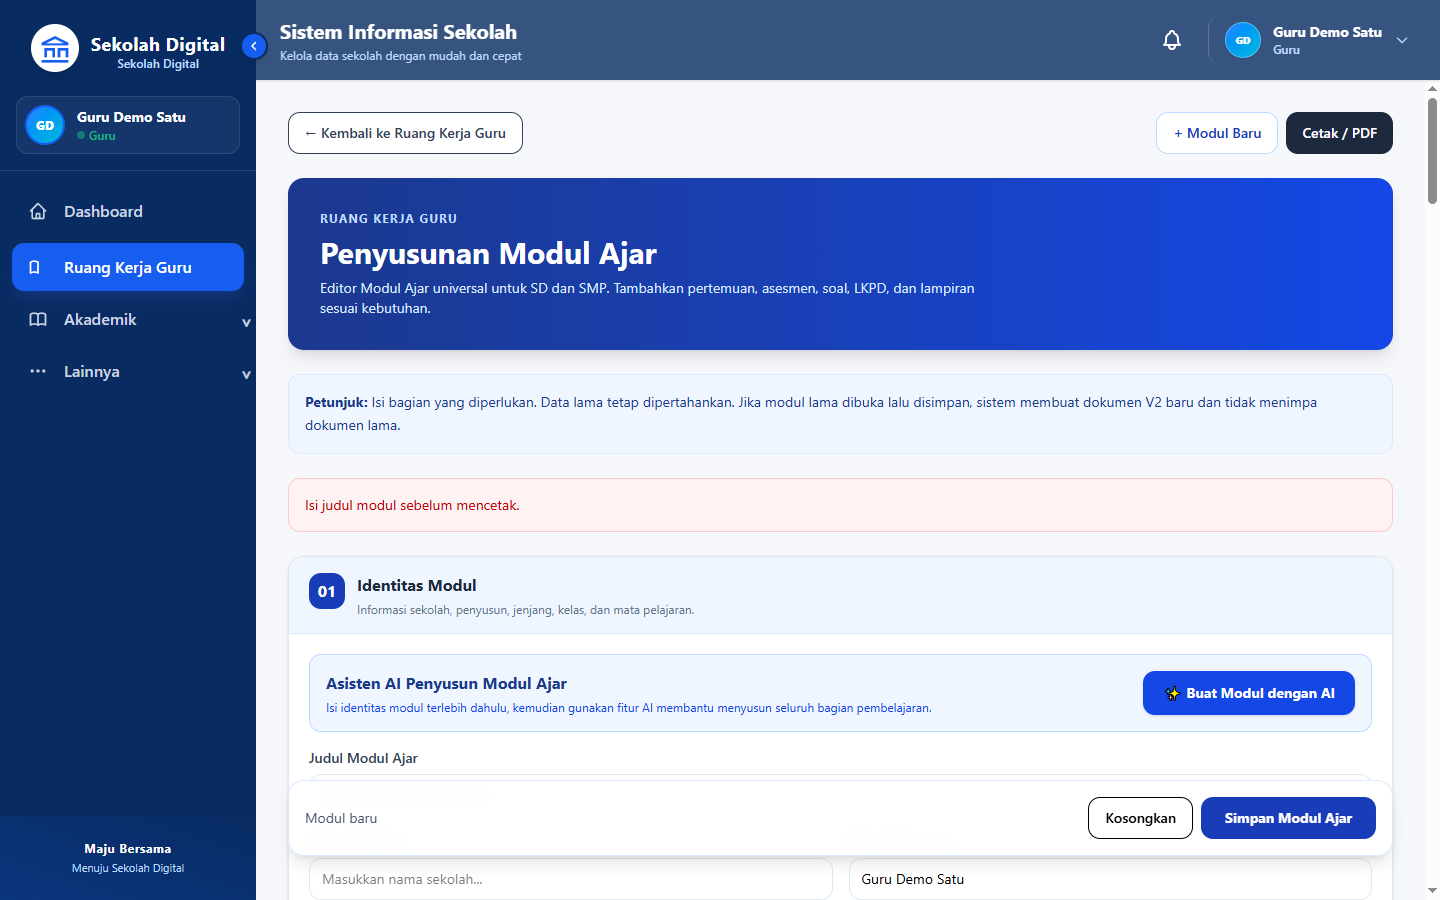 Sekolah Digital
Sekolah Digital
GD
Guru Demo Satu
Guru
Dashboard
Ruang Kerja Guru
Akademik
Lainnya
Maju Bersama
Menuju Sekolah Digital
Sistem Informasi Sekolah
Kelola data sekolah dengan mudah dan cepat
GD
Guru Demo Satu
Guru
← Kembali ke Ruang Kerja Guru
+ Modul Baru
Cetak / PDF
RUANG KERJA GURU
Penyusunan Modul Ajar
Editor Modul Ajar universal untuk SD dan SMP. Tambahkan pertemuan, asesmen, soal, LKPD, dan lampiran
sesuai kebutuhan.
Petunjuk: Isi bagian yang diperlukan. Data lama tetap dipertahankan. Jika modul lama dibuka lalu disimpan, sistem membuat dokumen V2 baru dan tidak menimpa
dokumen lama.
Isi judul modul sebelum mencetak.
01
Identitas Modul
Informasi sekolah, penyusun, jenjang, kelas, dan mata pelajaran.
Asisten AI Penyusun Modul Ajar
Isi identitas modul terlebih dahulu, kemudian gunakan fitur AI membantu menyusun seluruh bagian pembelajaran.
✨ Buat Modul dengan AI
Judul Modul Ajar
Modul baru
Kosongkan
Simpan Modul Ajar
Masukkan nama sekolah...
Guru Demo Satu